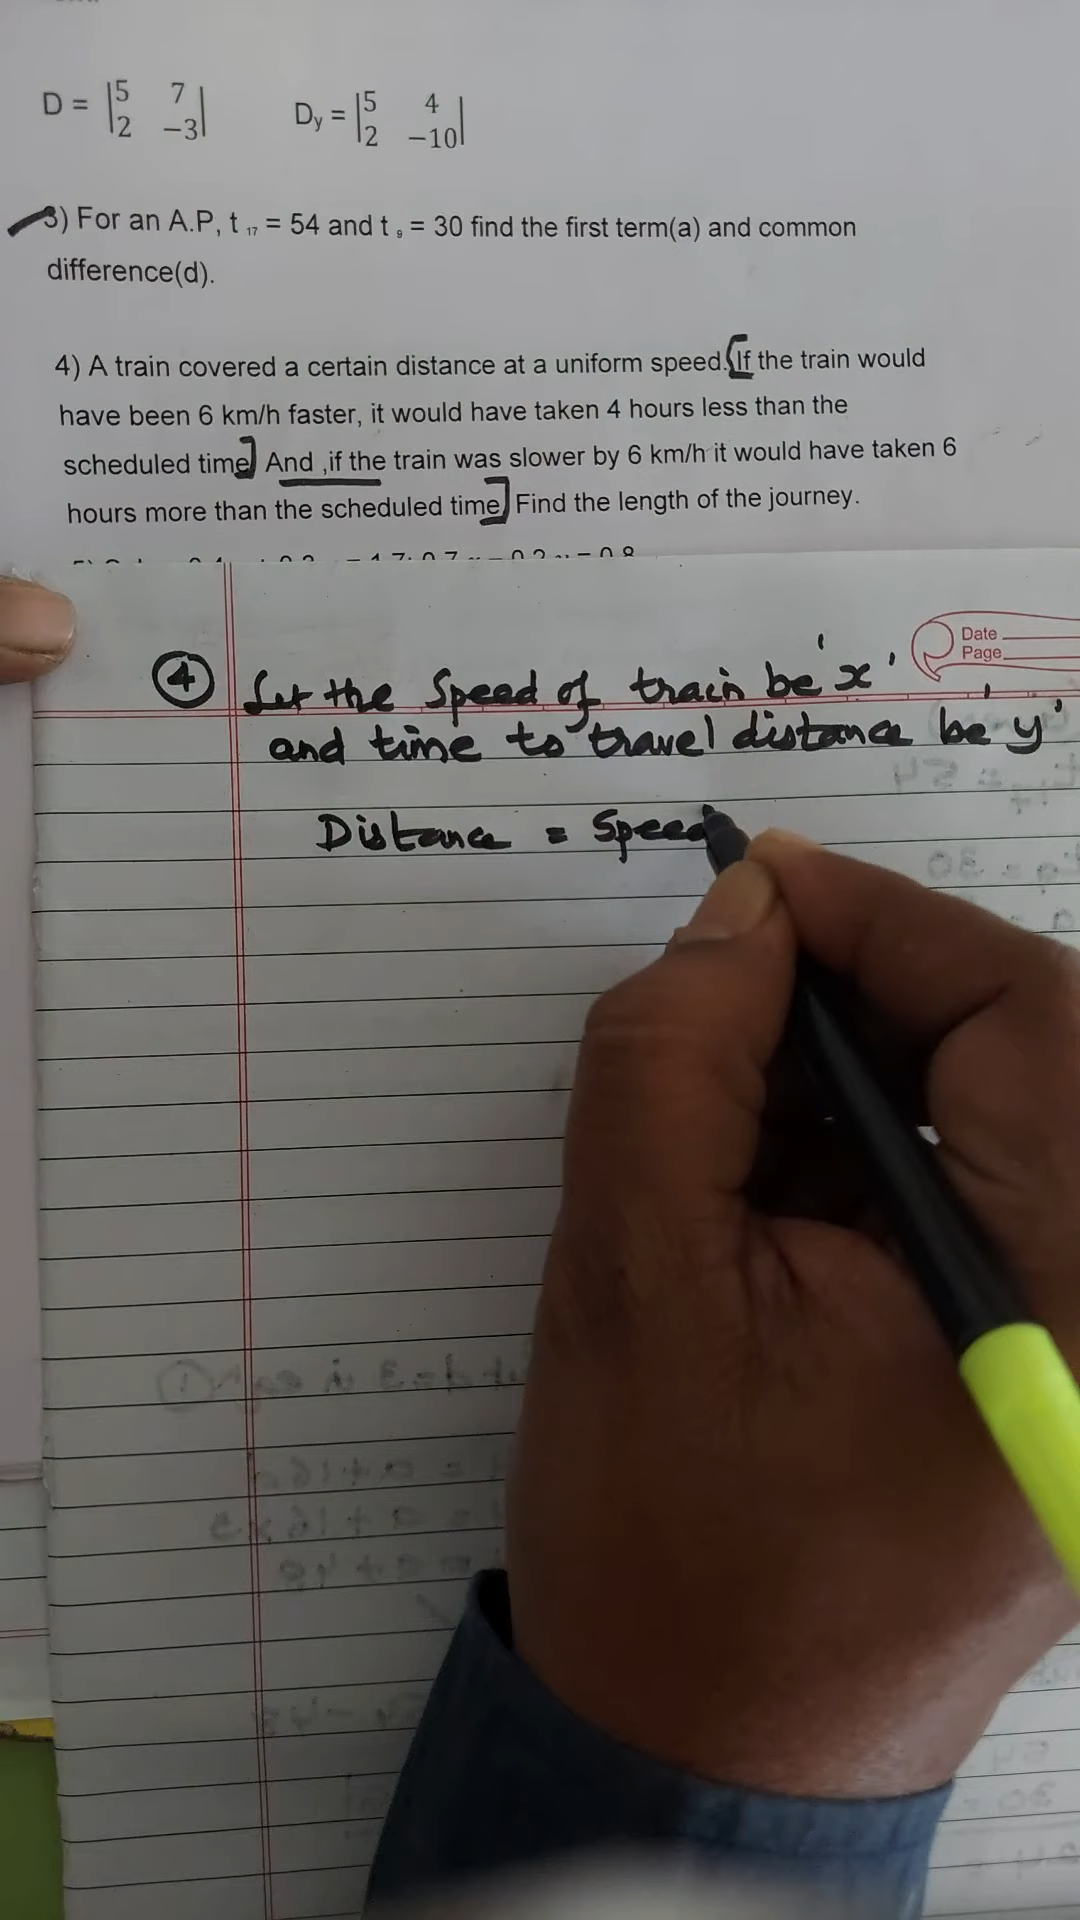 D = |5 7| D_y = |5 4|
|2 −3| |2 −10|
3) For an A.P, t 17 = 54 and t 9 = 30 find the first term(a) and common
difference(d).
4) A train covered a certain distance at a uniform speed. [If the train would
have been 6 km/h faster, it would have taken 4 hours less than the
scheduled time] And ,if the train was slower by 6 km/h it would have taken 6
hours more than the scheduled time] Find the length of the journey.
Date
Page
④ Let the Speed of train be 'x'
and time to travel distance be 'y'
Distance = Speed